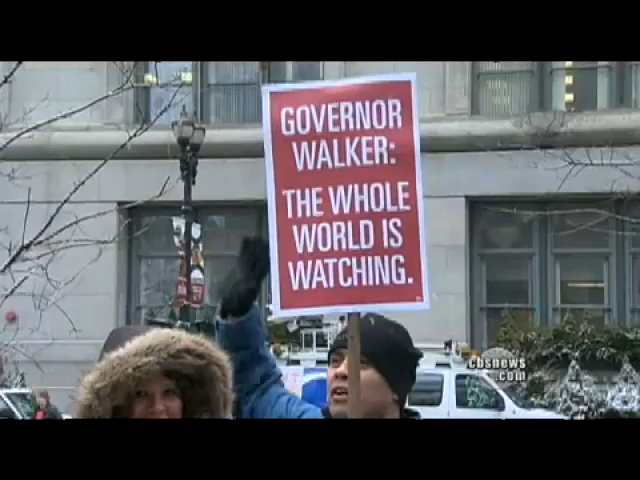 GOVERNOR
WALKER:
THE WHOLE
WORLD IS
WATCHING.
cbsnews
.com